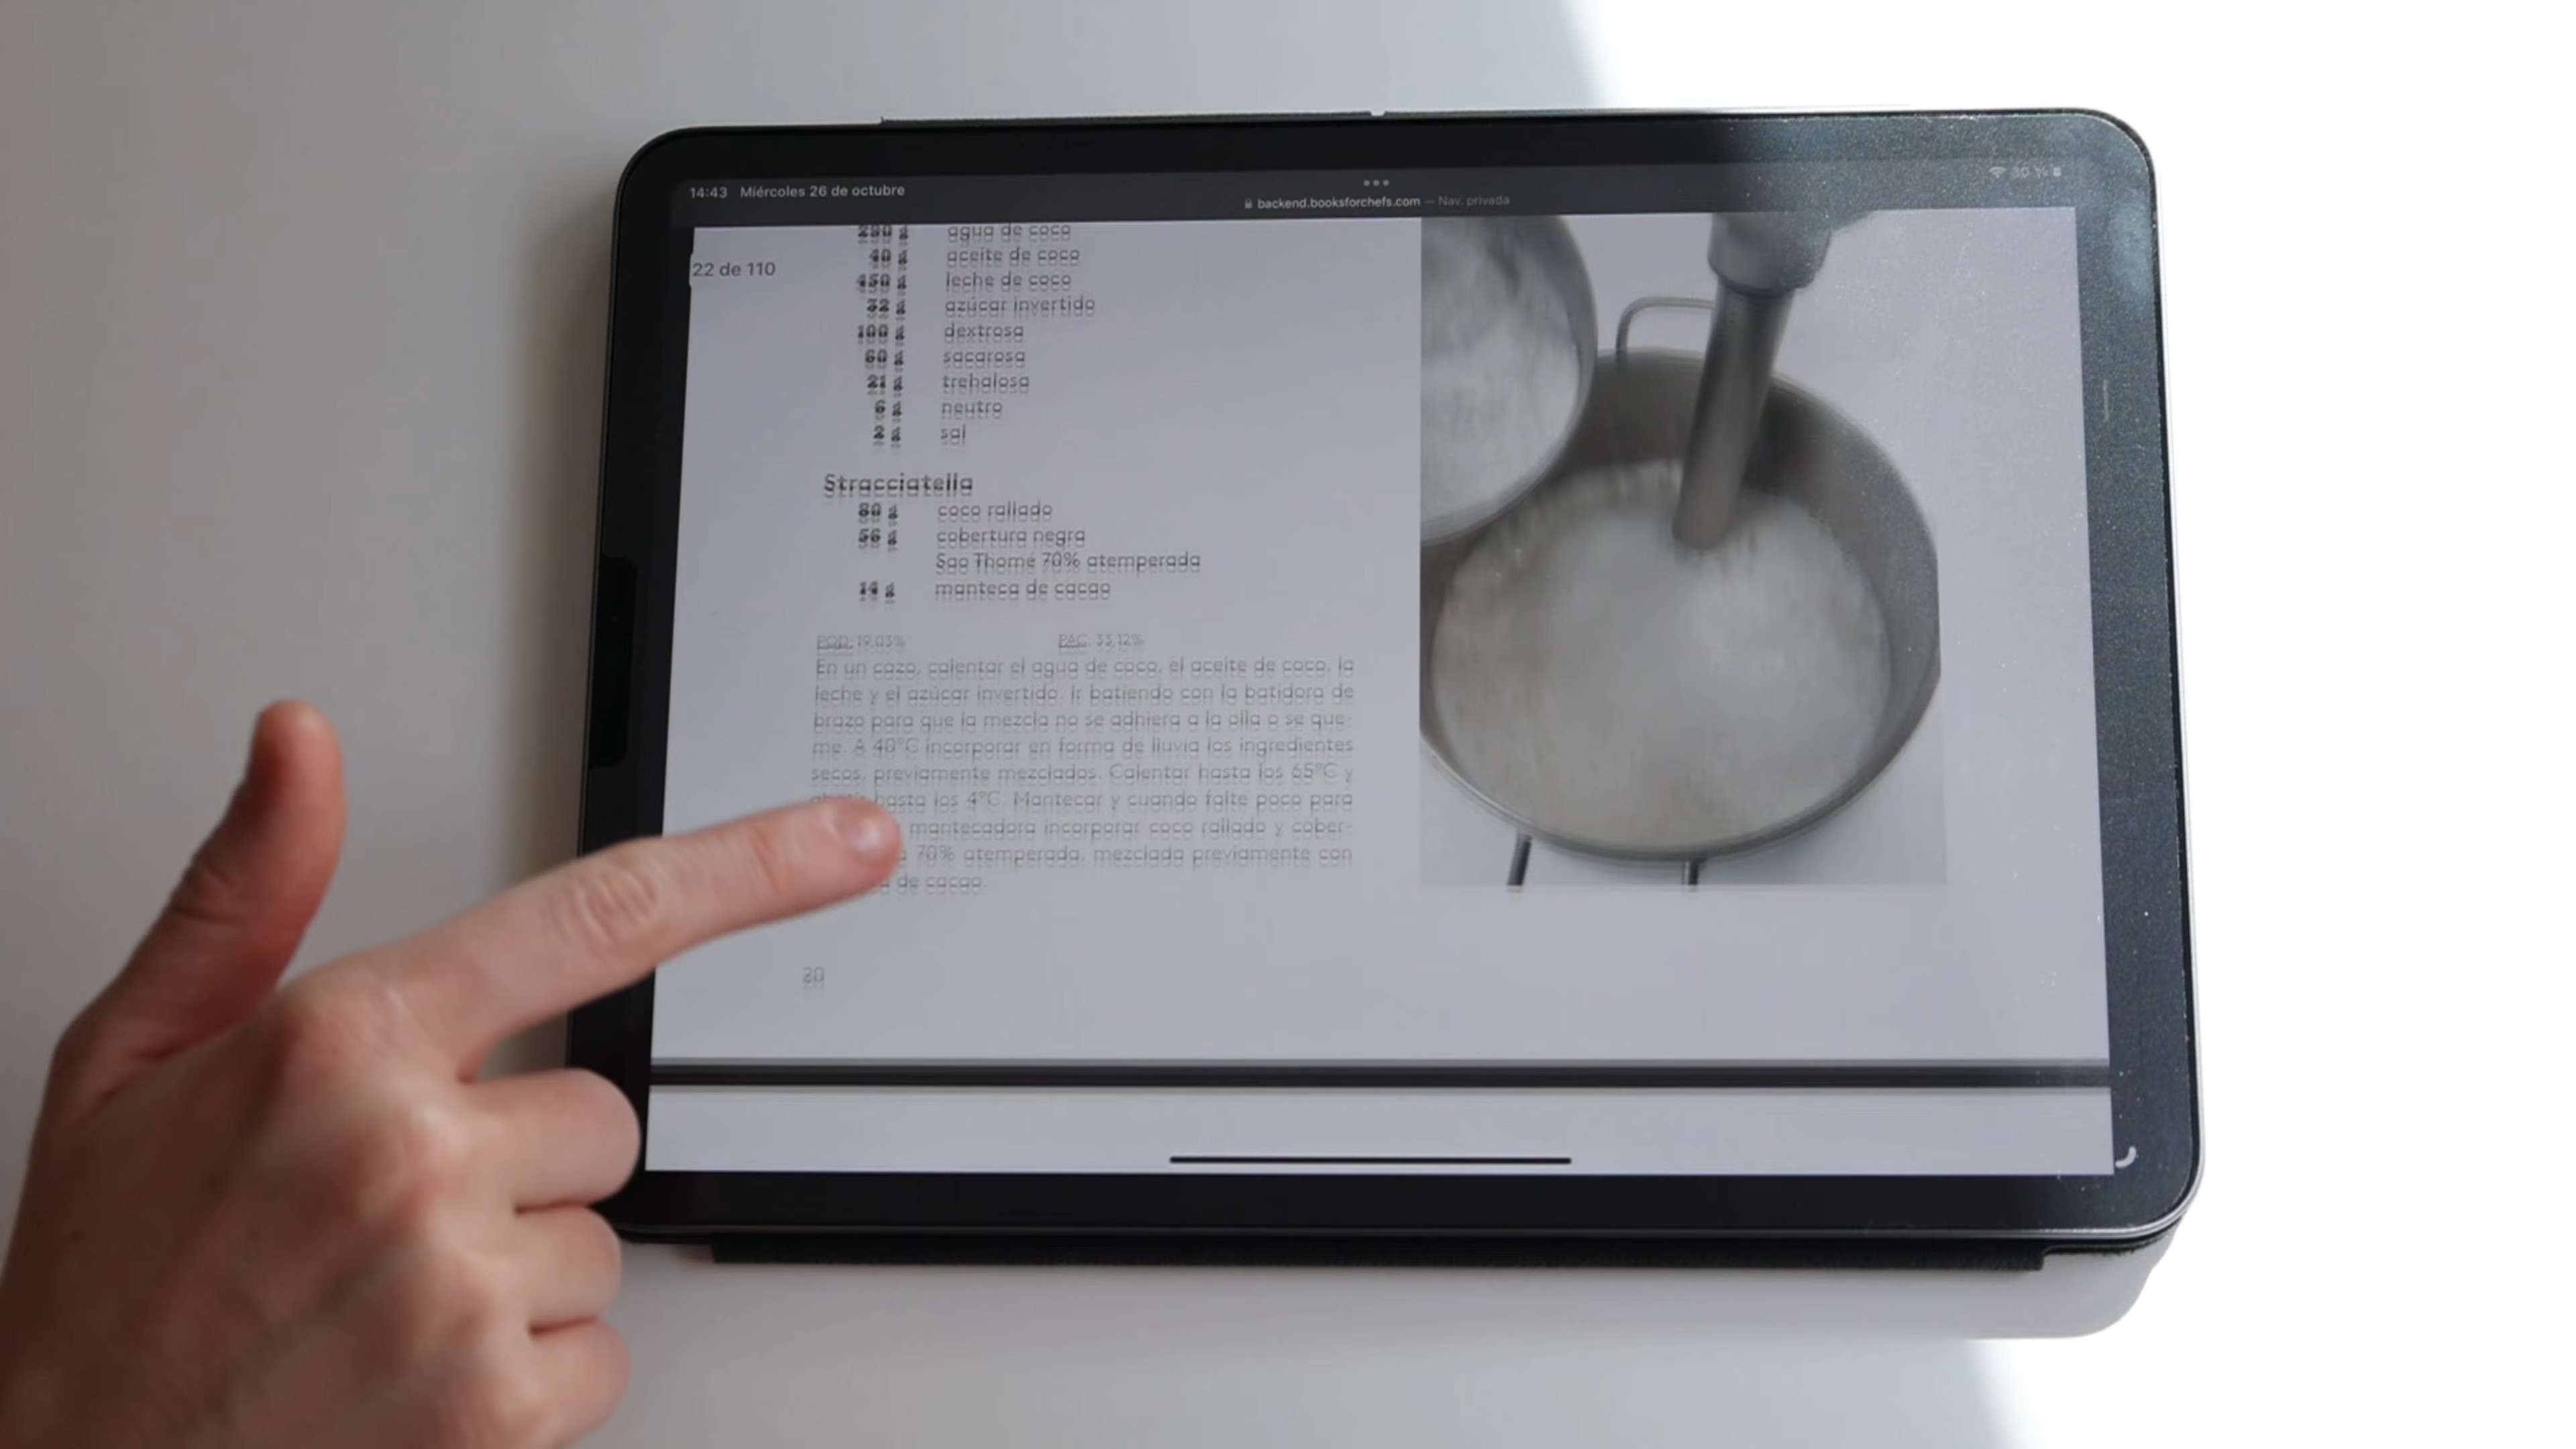 14:43 Miércoles 26 de octubre
backend.booksforchefs.com — Nav. privada
22 de 110
agua de coco
40 g aceite de coco
450 g leche de coco
azúcar invertido
100 g dextrosa
60 g sacarosa
trehalosa
6 g neutro
sal
Stracciatella
80 g coco rallado
56 g cobertura negra
Sao Thomé 70% atemperada
14 g manteca de cacao
POD: 19,03% PAC: 33,12%
En un cazo, calentar el agua de coco, el aceite de coco, la
leche y el azúcar invertido. Ir batiendo con la batidora de
brazo para que la mezcla no se adhiera a la olla o se que-
me. A 40°C incorporar en forma de lluvia los ingredientes
secos, previamente mezclados. Calentar hasta los 65°C y
hasta los 4°C. Mantecar y cuando falte poco para
mantecadora incorporar coco rallado y cober-
70% atemperada, mezclada previamente con
de cacao.
20